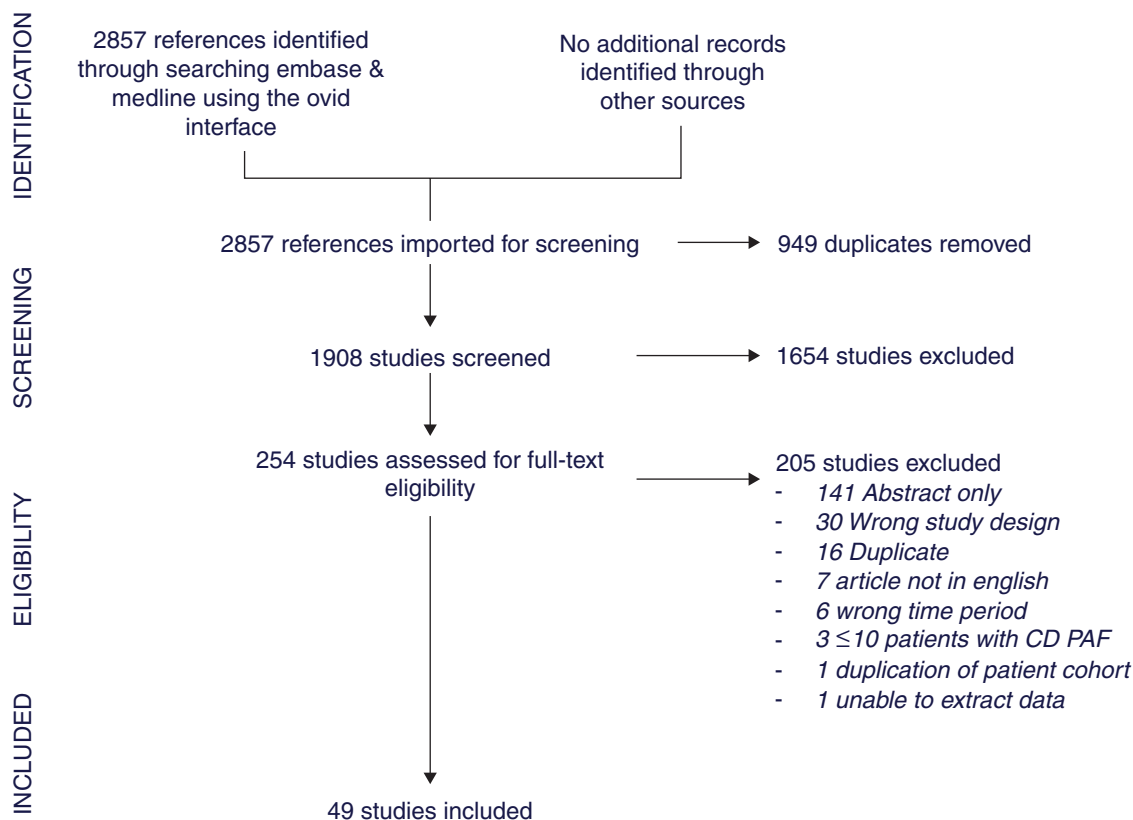 IDENTIFICATION
2857 references identified
through searching embase &
medline using the ovid
interface
No additional records
identified through
other sources
2857 references imported for screening
949 duplicates removed
SCREENING
1908 studies screened
1654 studies excluded
ELIGIBILITY
254 studies assessed for full-text
eligibility
205 studies excluded
- 141 Abstract only
- 30 Wrong study design
- 16 Duplicate
- 7 article not in english
- 6 wrong time period
- 3 ≤10 patients with CD PAF
- 1 duplication of patient cohort
- 1 unable to extract data
INCLUDED
49 studies included